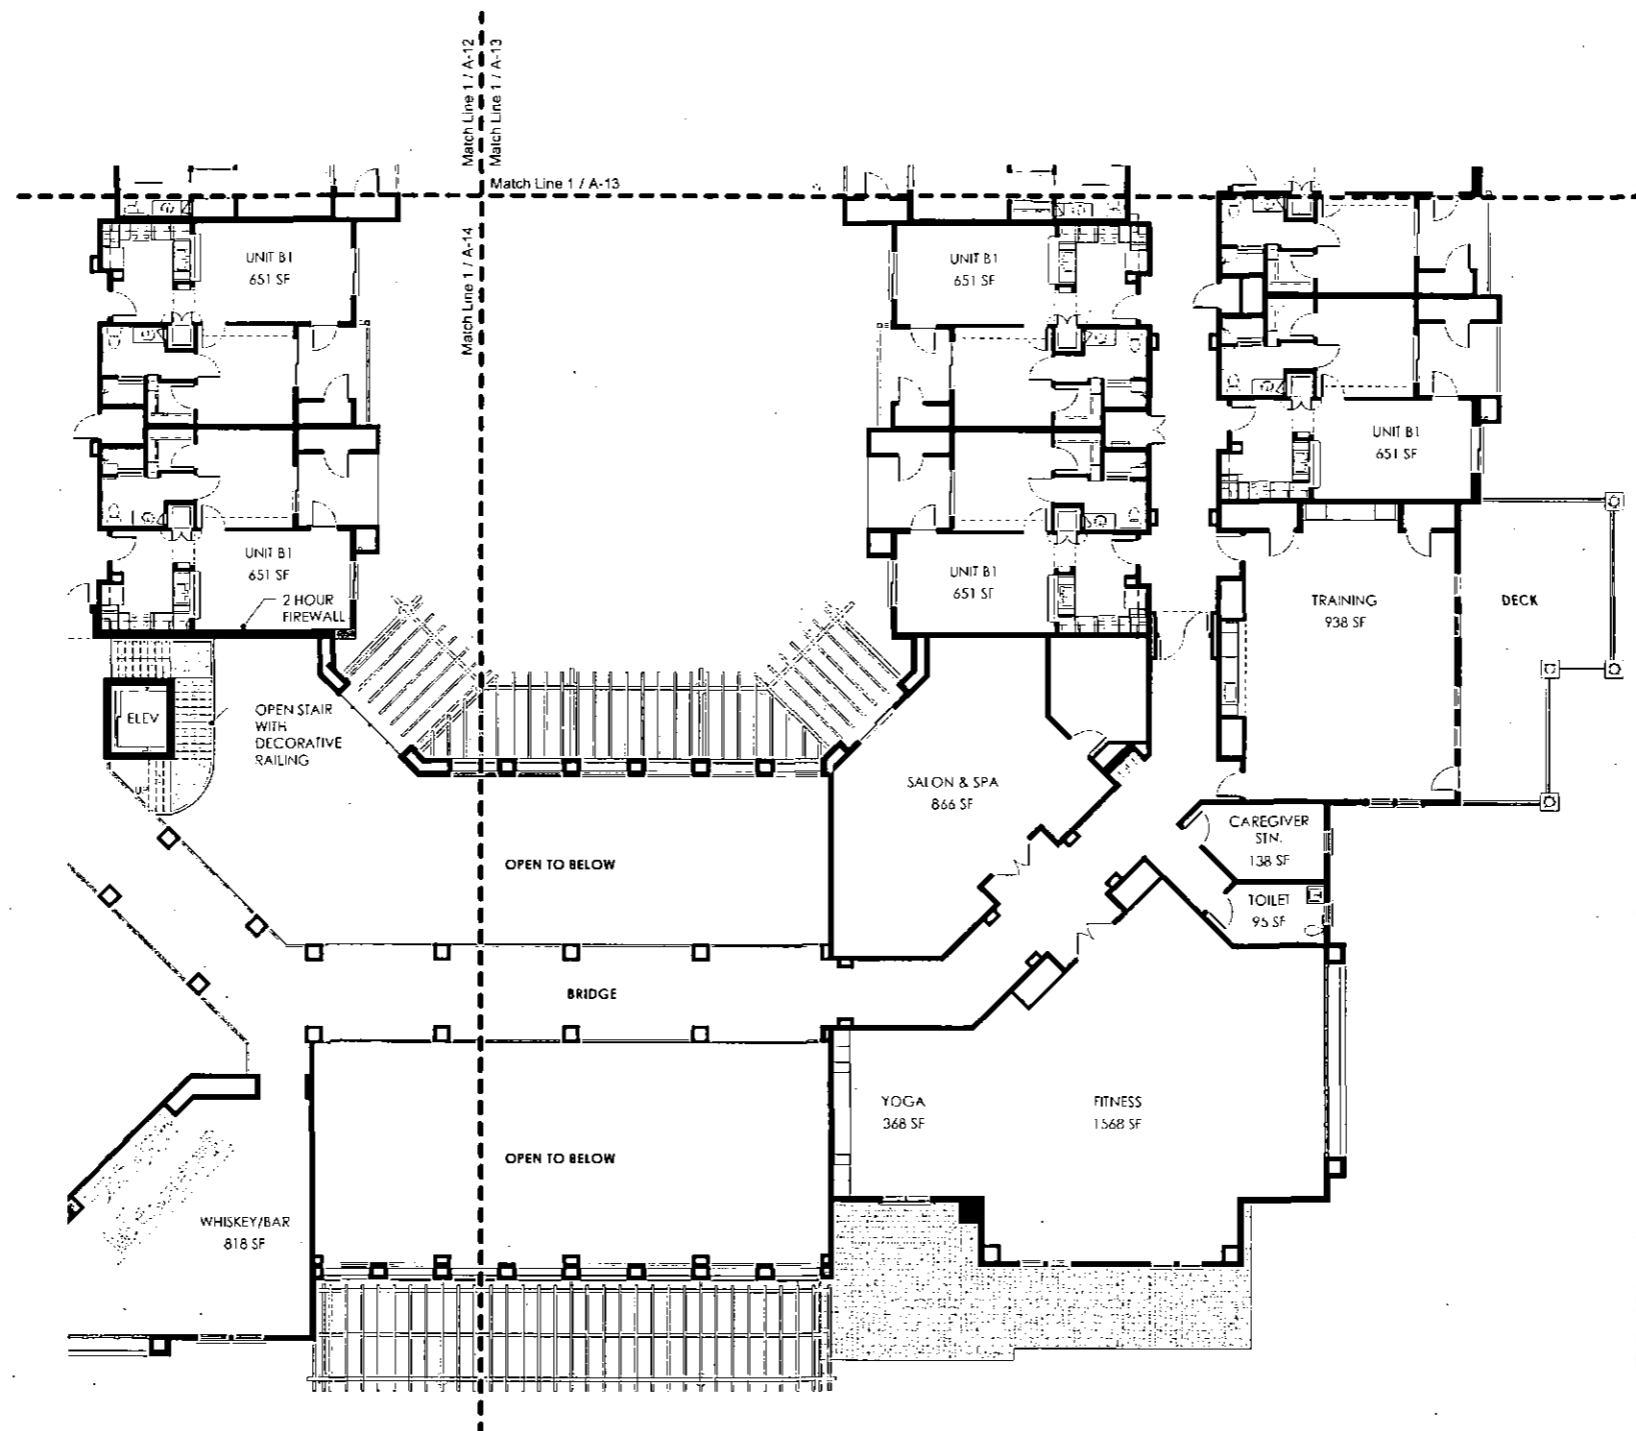 Match Line 1 / A-12
Match Line 1 / A-13
Match Line 1 / A-13
Match Line 1 / A-14
UNIT B1
651 SF
UNIT B1
651 SF
2 HOUR
FIREWALL
UNIT B1
651 SF
UNIT B1
651 SF
UNIT B1
651 SF
TRAINING
938 SF
DECK
ELEV
OPEN STAIR
WITH
DECORATIVE
RAILING
UP
SALON & SPA
866 SF
CAREGIVER
STN.
138 SF
TOILET
95 SF
OPEN TO BELOW
BRIDGE
YOGA
368 SF
FITNESS
1568 SF
OPEN TO BELOW
WHISKEY/BAR
818 SF